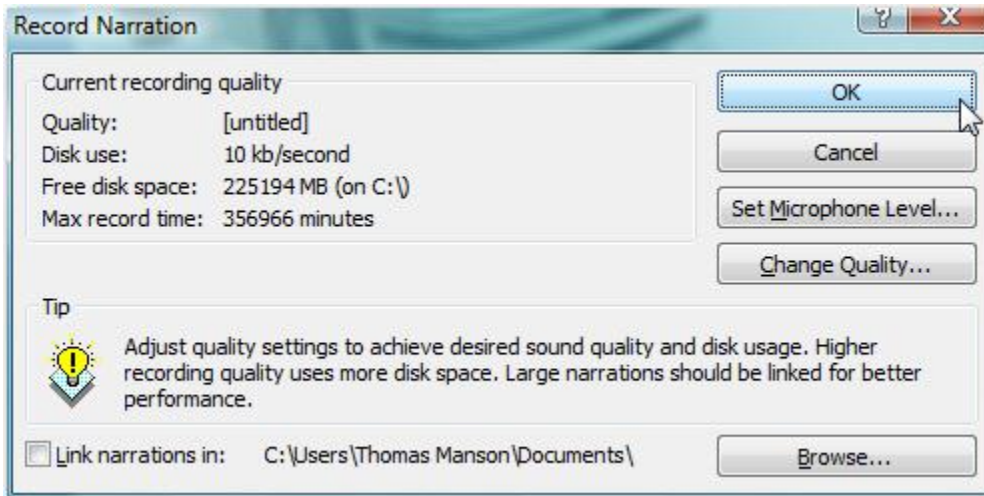 Record Narration
Current recording quality
Quality: [untitled]
Disk use: 10 kb/second
Free disk space: 225194 MB (on C:\)
Max record time: 356966 minutes
OK
Cancel
Set Microphone Level...
Change Quality...
Tip
Adjust quality settings to achieve desired sound quality and disk usage. Higher
recording quality uses more disk space. Large narrations should be linked for better
performance.
Link narrations in: C:\Users\Thomas Manson\Documents\
Browse...